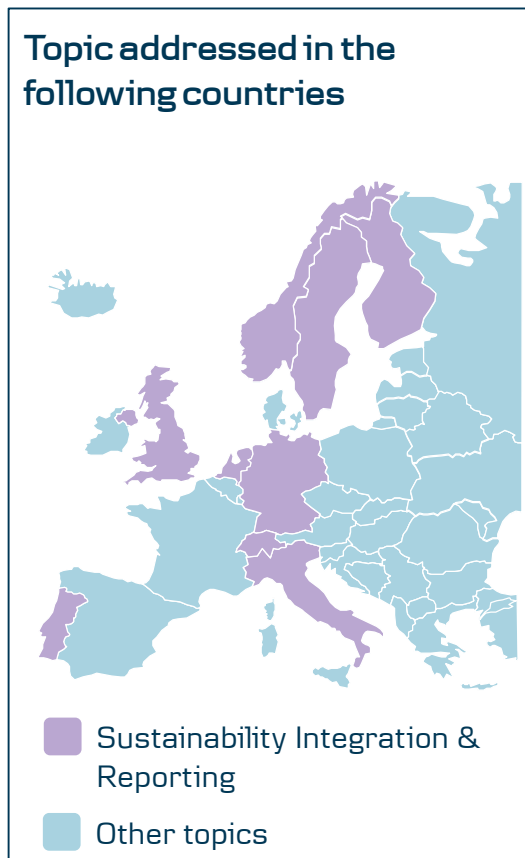 Topic addressed in the
following countries
Sustainability Integration &
Reporting
Other topics